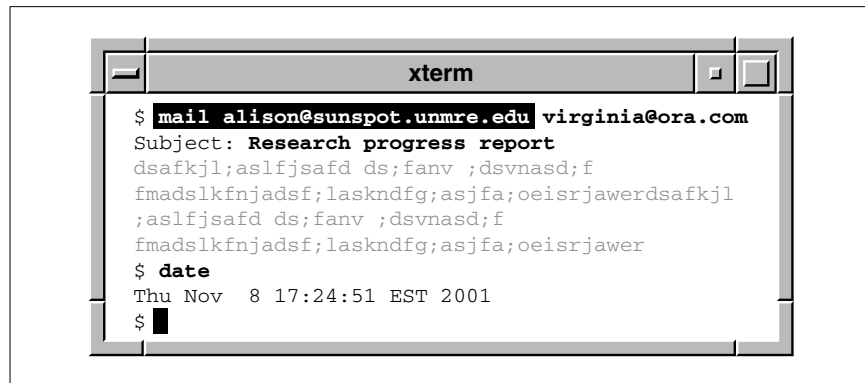 xterm
$ mail alison@sunspot.unmre.edu virginia@ora.com
Subject: Research progress report
dsafkjl;aslfjsafd ds;fanv ;dsvnasd;f
fmadslkfnjadsf;laskndfg;asjfa;oeisrjawerdsafkjl
;aslfjsafd ds;fanv ;dsvnasd;f
fmadslkfnjadsf;laskndfg;asjfa;oeisrjawer
$ date
Thu Nov  8 17:24:51 EST 2001
$